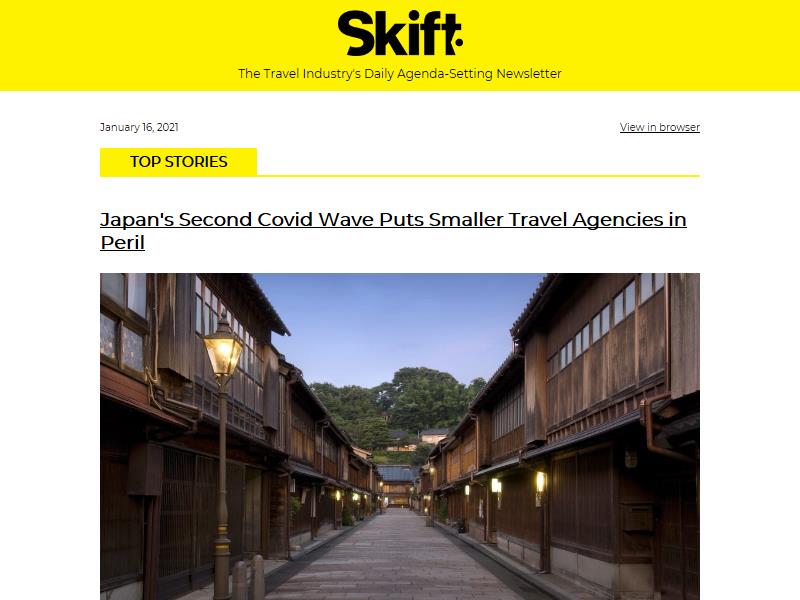 Skift
The Travel Industry's Daily Agenda-Setting Newsletter
January 16, 2021
View in browser
TOP STORIES
Japan's Second Covid Wave Puts Smaller Travel Agencies in
Peril